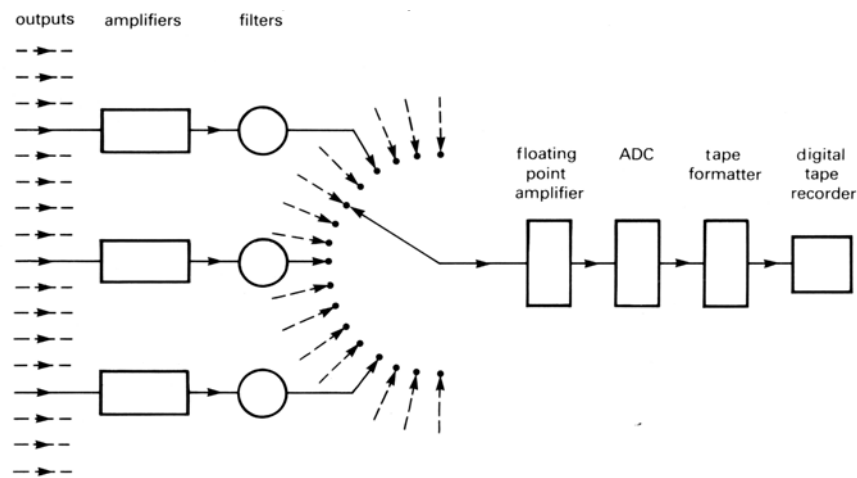 outputs
amplifiers
filters
floating
point
amplifier
ADC
tape
formatter
digital
tape
recorder